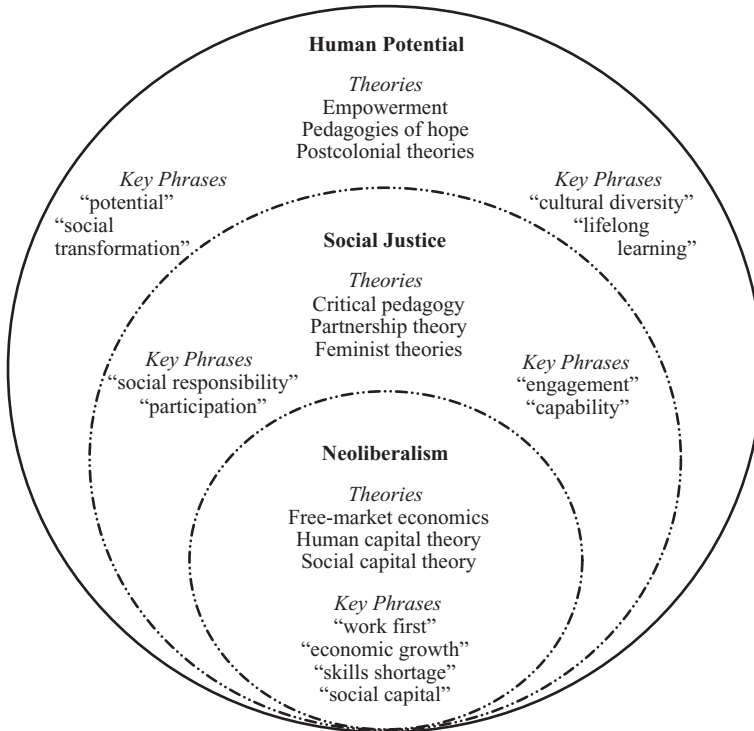 Human Potential
Theories
Empowerment
Pedagogies of hope
Postcolonial theories
Key Phrases
“potential”
“social
transformation”
Key Phrases
“cultural diversity”
“lifelong
learning”
Social Justice
Theories
Critical pedagogy
Partnership theory
Feminist theories
Key Phrases
“social responsibility”
“participation”
Key Phrases
“engagement”
“capability”
Neoliberalism
Theories
Free-market economics
Human capital theory
Social capital theory
Key Phrases
“work first”
“economic growth”
“skills shortage”
“social capital”